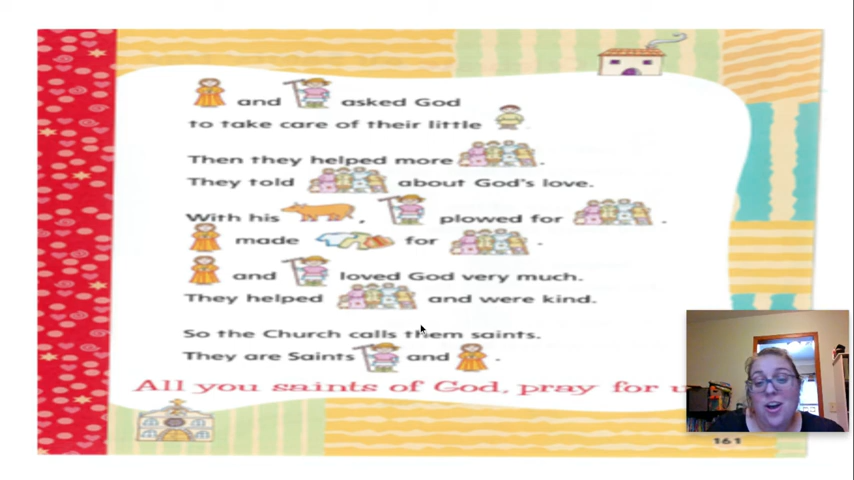 and asked God
to take care of their little
Then they helped more .
They told about God's love.
With his , plowed for .
made for .
and loved God very much.
They helped and were kind.
So the Church calls them saints.
They are Saints and .
All you saints of God, pray for u
161